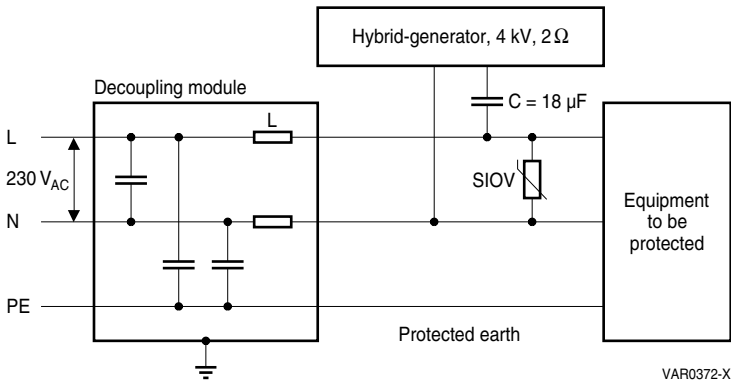 Hybrid-generator, 4 kV, 2 Ω
Decoupling module
C = 18 µF
L
L
230 V_AC
SIOV
N
Equipment
to be
protected
PE
Protected earth
VAR0372-X